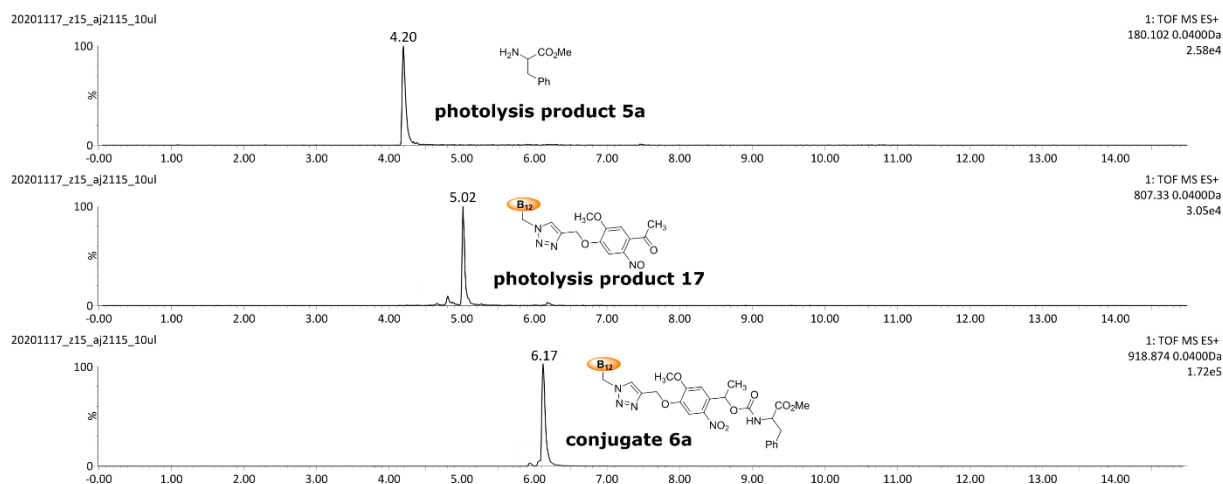 20201117_z15_aj2115_10ul
1: TOF MS ES+
180.102 0.0400Da
2.58e4
100
%
0
4.20
H₂N CO₂Me
Ph
photolysis product 5a
-0.00 1.00 2.00 3.00 4.00 5.00 6.00 7.00 8.00 9.00 10.00 11.00 12.00 13.00 14.00
20201117_z15_aj2115_10ul
1: TOF MS ES+
807.33 0.0400Da
3.05e4
100
%
0
5.02
B₁₂
H₃CO CH₃
N
N=N O NO O
photolysis product 17
-0.00 1.00 2.00 3.00 4.00 5.00 6.00 7.00 8.00 9.00 10.00 11.00 12.00 13.00 14.00
20201117_z15_aj2115_10ul
1: TOF MS ES+
918.874 0.0400Da
1.72e5
100
%
0
6.17
B₁₂
H₃CO CH₃ O
N CO₂Me
N=N O NO₂ O NH
Ph
conjugate 6a
-0.00 1.00 2.00 3.00 4.00 5.00 6.00 7.00 8.00 9.00 10.00 11.00 12.00 13.00 14.00